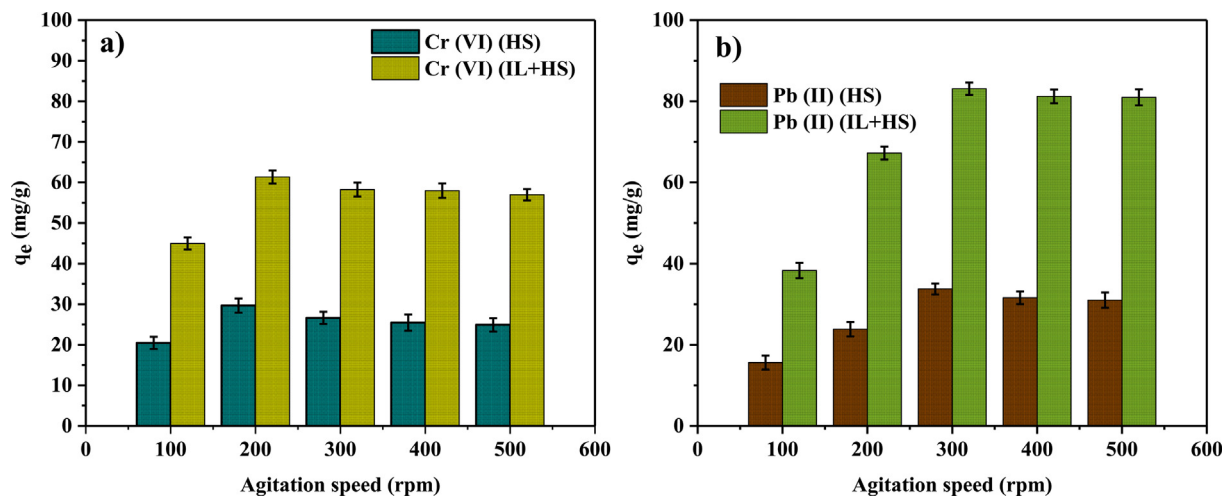 a)
Cr (VI) (HS)
Cr (VI) (IL+HS)
100
90
80
70
60
50
40
30
20
10
0
qe (mg/g)
0 100 200 300 400 500 600
Agitation speed (rpm)
b)
Pb (II) (HS)
Pb (II) (IL+HS)
100
80
60
40
20
0
qe (mg/g)
0 100 200 300 400 500 600
Agitation speed (rpm)